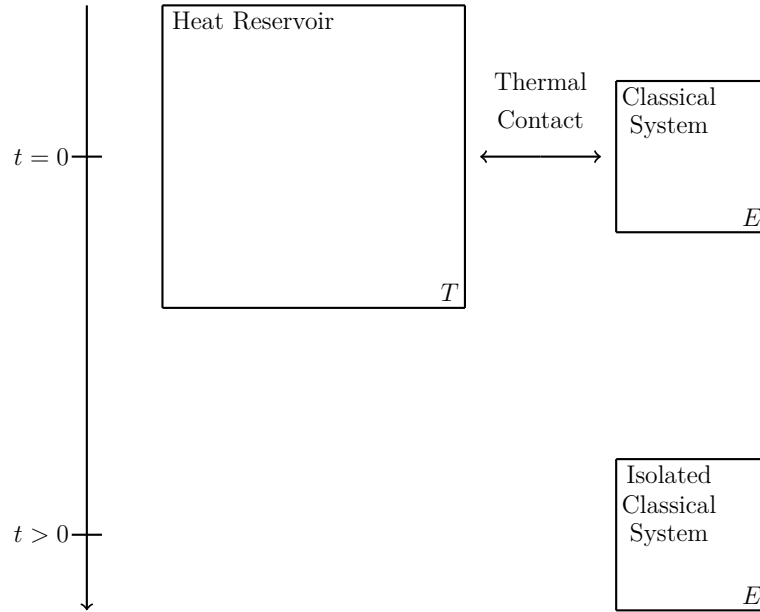 Heat Reservoir
Thermal
Contact
Classical
System
t = 0
E
T
Isolated
Classical
System
t > 0
E